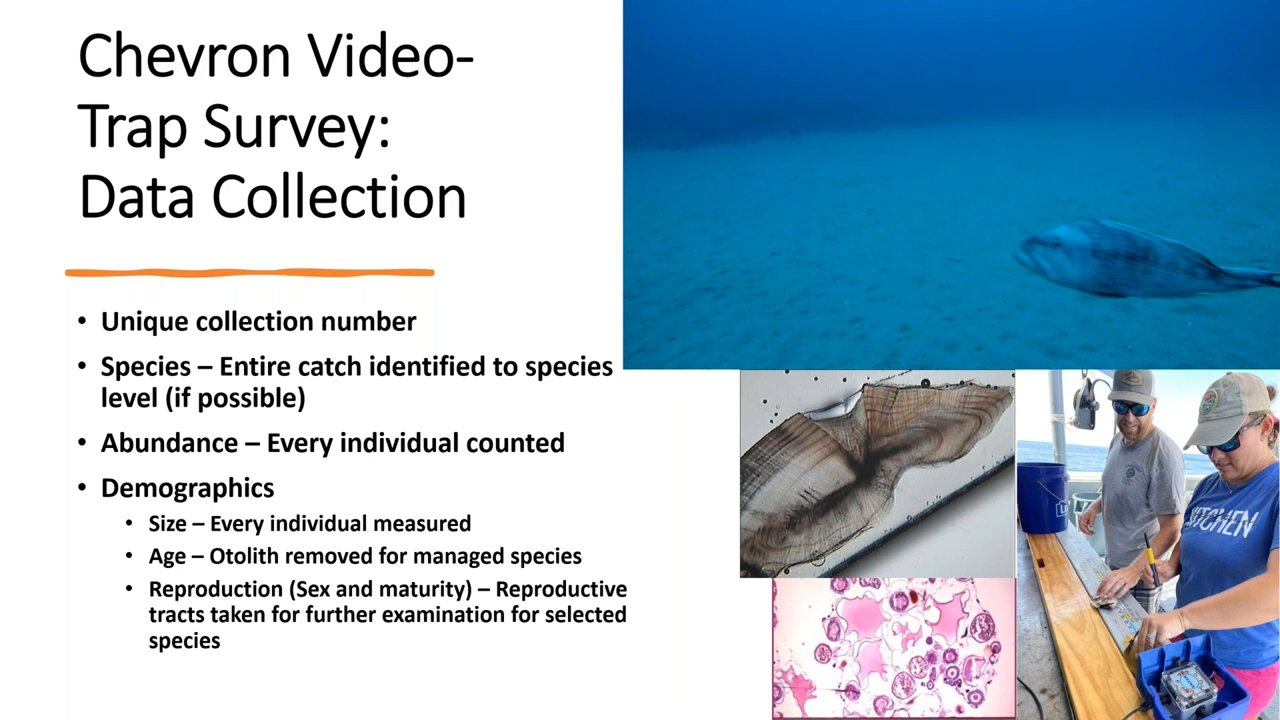 Chevron Video-
Trap Survey:
Data Collection
• Unique collection number
• Species – Entire catch identified to species
level (if possible)
• Abundance – Every individual counted
• Demographics
• Size – Every individual measured
• Age – Otolith removed for managed species
• Reproduction (Sex and maturity) – Reproductive
tracts taken for further examination for selected
species